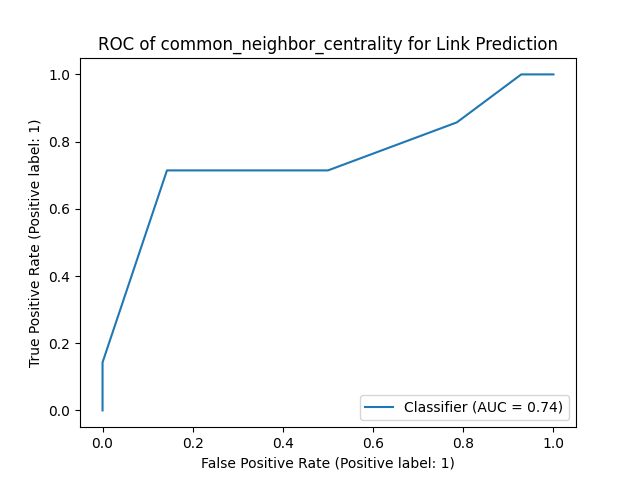 ROC of common_neighbor_centrality for Link Prediction
True Positive Rate (Positive label: 1)
1.0
0.8
0.6
0.4
0.2
0.0
Classifier (AUC = 0.74)
0.0 0.2 0.4 0.6 0.8 1.0
False Positive Rate (Positive label: 1)